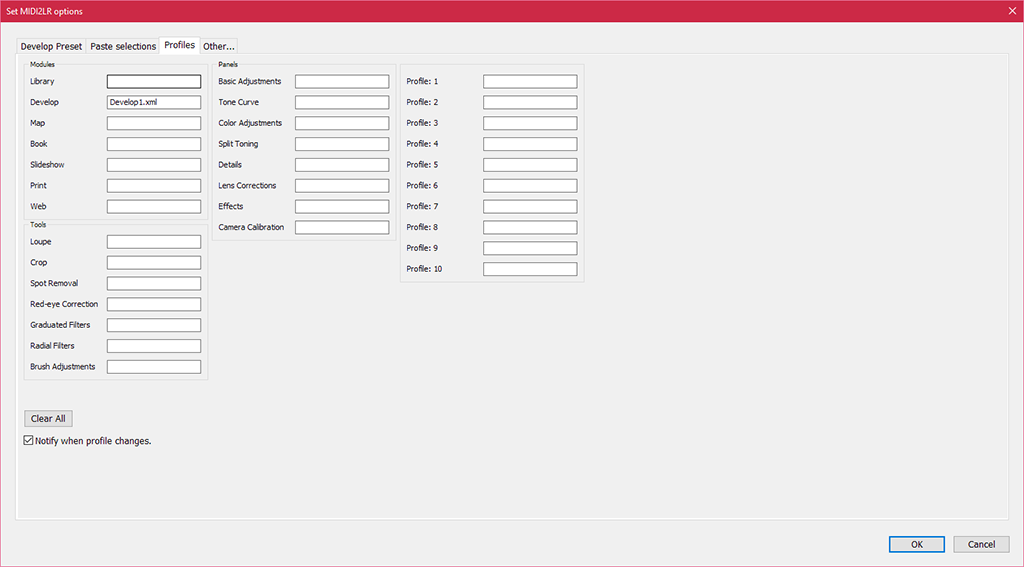 Set MIDI2LR options
Develop Preset Paste selections Profiles Other...
Modules
Library
Develop Develop1.xml
Map
Book
Slideshow
Print
Web
Tools
Loupe
Crop
Spot Removal
Red-eye Correction
Graduated Filters
Radial Filters
Brush Adjustments
Panels
Basic Adjustments
Tone Curve
Color Adjustments
Split Toning
Details
Lens Corrections
Effects
Camera Calibration
Profile: 1
Profile: 2
Profile: 3
Profile: 4
Profile: 5
Profile: 6
Profile: 7
Profile: 8
Profile: 9
Profile: 10
Clear All
Notify when profile changes.
OK Cancel